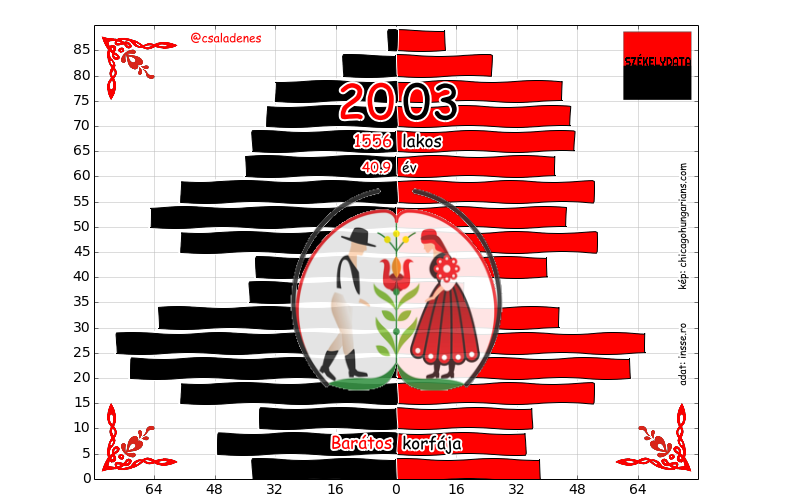 @csaladenes
SZÉKELYDATA
2003
1556 lakos
40.9 év
kép: chicagohungarians.com
adat: insse.ro
Barátos korfája
85
80
75
70
65
60
55
50
45
40
35
30
25
20
15
10
5
0
64 48 32 16 0 16 32 48 64